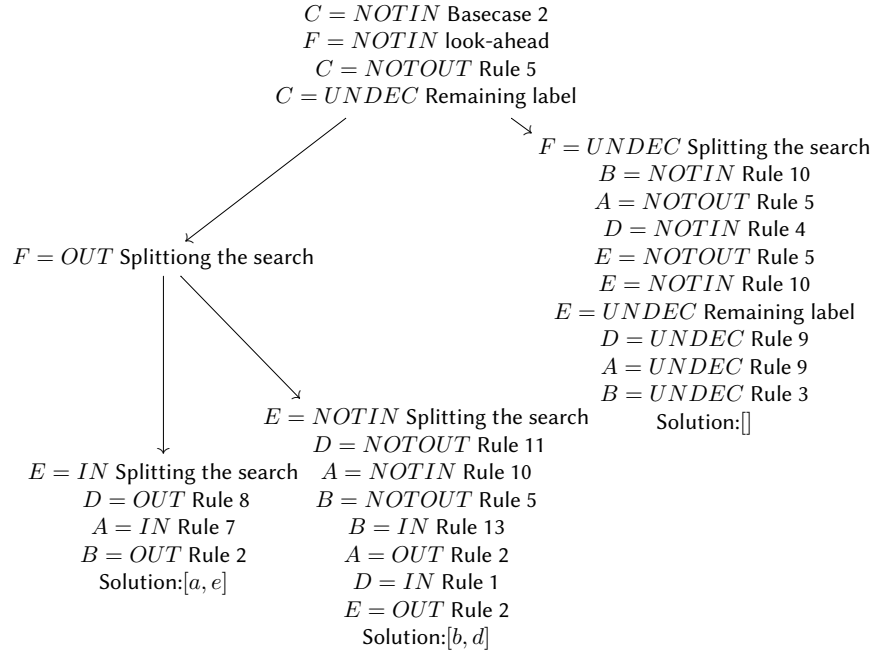 C = NOTIN Basecase 2
F = NOTIN look-ahead
C = NOTOUT Rule 5
C = UNDEC Remaining label
F = OUT Splittiong the search
E = IN Splitting the search
D = OUT Rule 8
A = IN Rule 7
B = OUT Rule 2
Solution:[a, e]
E = NOTIN Splitting the search
D = NOTOUT Rule 11
A = NOTIN Rule 10
B = NOTOUT Rule 5
B = IN Rule 13
A = OUT Rule 2
D = IN Rule 1
E = OUT Rule 2
Solution:[b, d]
F = UNDEC Splitting the search
B = NOTIN Rule 10
A = NOTOUT Rule 5
D = NOTIN Rule 4
E = NOTOUT Rule 5
E = NOTIN Rule 10
E = UNDEC Remaining label
D = UNDEC Rule 9
A = UNDEC Rule 9
B = UNDEC Rule 3
Solution:[]